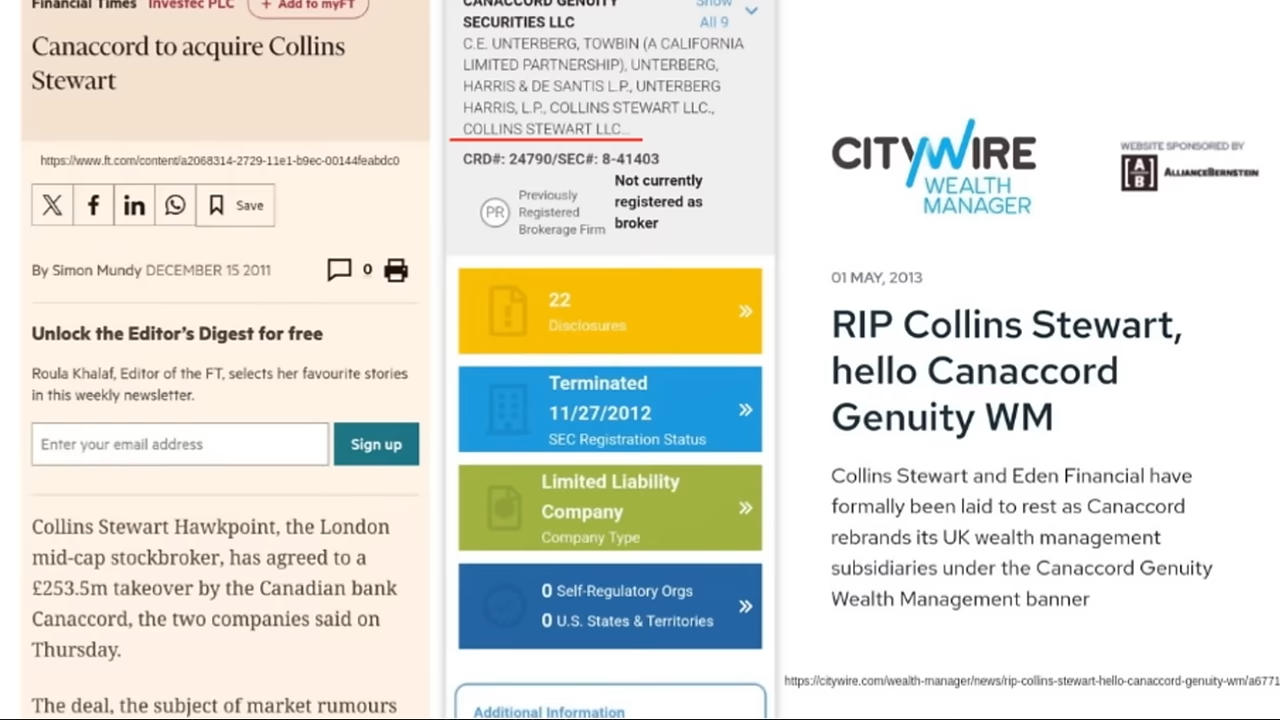 Financial Times Investec PLC + Add to myFT
Canaccord to acquire Collins
Stewart
https://www.ft.com/content/a2068314-2729-11e1-b9ec-00144feabdc0
X f in Save
By Simon Mundy DECEMBER 15 2011 0
Unlock the Editor's Digest for free
Roula Khalaf, Editor of the FT, selects her favourite stories
in this weekly newsletter.
Enter your email address Sign up
Collins Stewart Hawkpoint, the London
mid-cap stockbroker, has agreed to a
£253.5m takeover by the Canadian bank
Canaccord, the two companies said on
Thursday.
The deal, the subject of market rumours
CANACCORD GENUITY Show
SECURITIES LLC All 9
C.E. UNTERBERG, TOWBIN (A CALIFORNIA
LIMITED PARTNERSHIP), UNTERBERG,
HARRIS & DE SANTIS L.P., UNTERBERG
HARRIS, L.P., COLLINS STEWART LLC.,
COLLINS STEWART LLC...
CRD#: 24790/SEC#: 8-41403
PR Previously
Registered
Brokerage Firm
Not currently
registered as
broker
22
Disclosures
Terminated
11/27/2012
SEC Registration Status
Limited Liability
Company
Company Type
0 Self-Regulatory Orgs
0 U.S. States & Territories
Additional Information
CITYWIRE
WEALTH
MANAGER
WEBSITE SPONSORED BY
[A/B] ALLIANCEBERNSTEIN
01 MAY, 2013
RIP Collins Stewart,
hello Canaccord
Genuity WM
Collins Stewart and Eden Financial have
formally been laid to rest as Canaccord
rebrands its UK wealth management
subsidiaries under the Canaccord Genuity
Wealth Management banner
https://citywire.com/wealth-manager/news/rip-collins-stewart-hello-canaccord-genuity-wm/a6771